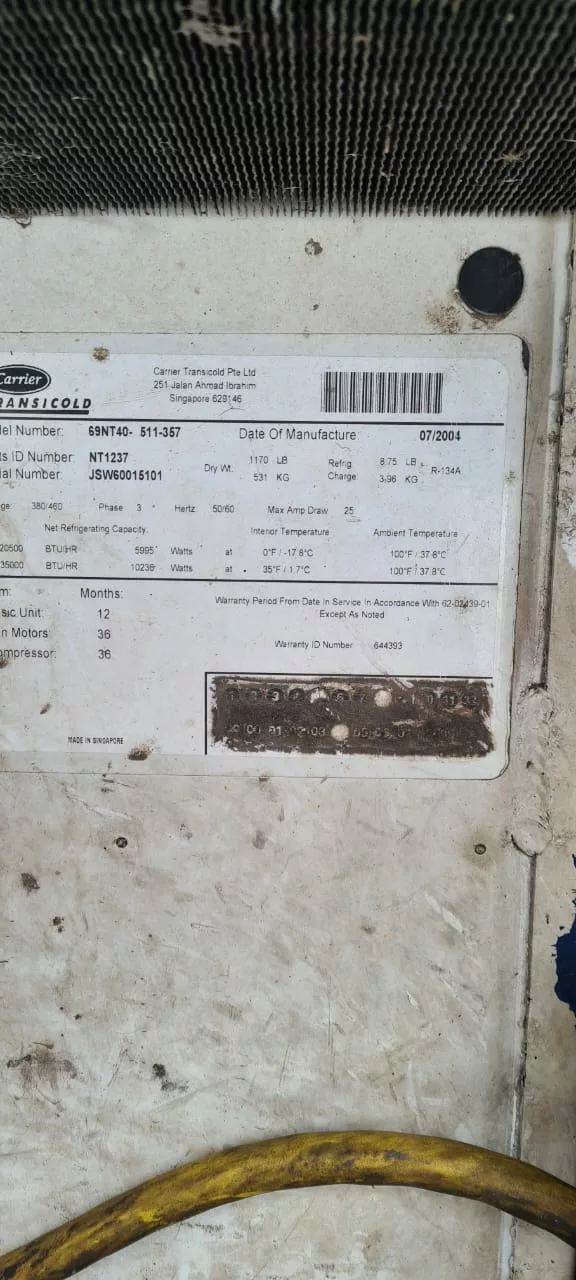 Carrier
TRANSICOLD
Carrier Transicold Pte Ltd
251 Jalan Ahmad Ibrahim
Singapore 629146
del Number: 69NT40- 511-357
Date Of Manufacture: 07/2004
ts ID Number NT1237
ial Number: JSW60015101
Dry Wt. 1170 LB
531 KG
Refrig Charge 8.75 LB
3.96 KG
R-134A
ge: 380/460 Phase 3 Hertz 50/60 Max Amp Draw 25
Net Refrigerating Capacity. Interior Temperature Ambient Temperature
20500 BTU/HR 5995 Watts at 0°F / -17.8°C 100°F / 37.8°C
35000 BTU/HR 10236 Watts at 35°F / 1.7°C 100°F / 37.8°C
m: Months:
sic Unit: 12
n Motors: 36
ompressor: 36
Warranty Period From Date In Service In Accordance With 62-02439-01
Except As Noted
Warranty ID Number 644393
MADE IN SINGAPORE